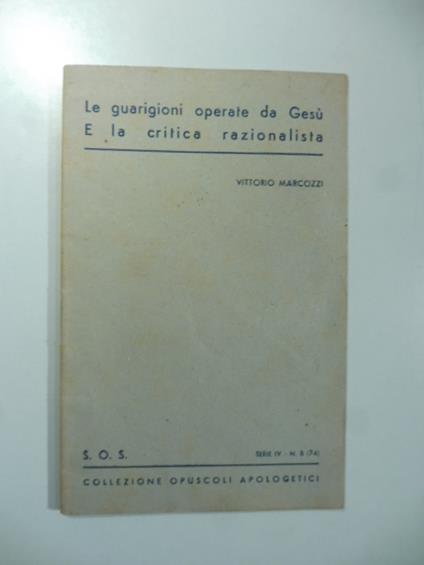 Le guarigioni operate da Gesù
E la critica razionalista
VITTORIO MARCOZZI
S. O. S. SERIE IV - N. 8 (74)
COLLEZIONE OPUSCOLI APOLOGETICI